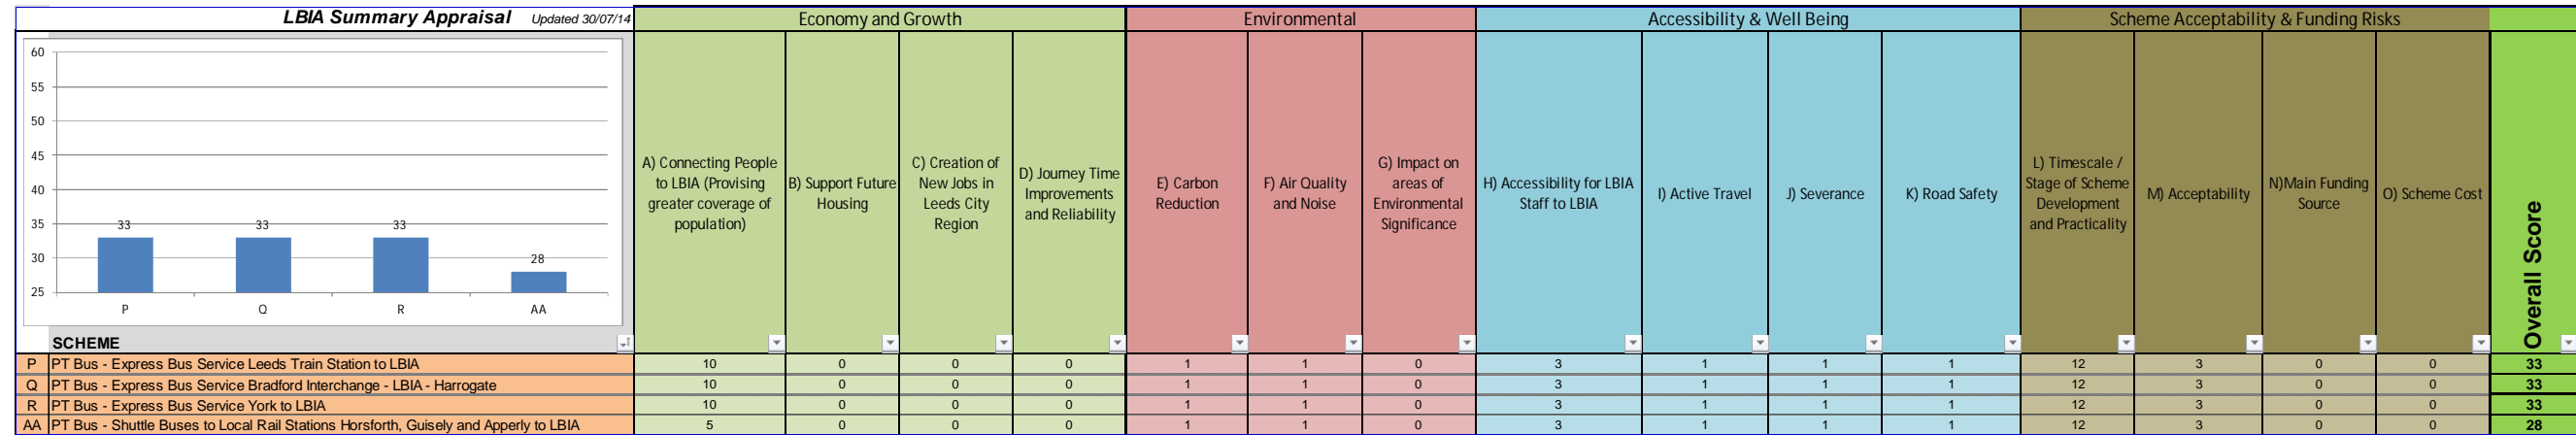 LBIA Summary Appraisal Updated 30/07/14
Economy and Growth
Environmental
Accessibility & Well Being
Scheme Acceptability & Funding Risks
60
55
50
45
40
35
30
25
33
33
33
28
P
Q
R
AA
SCHEME
A) Connecting People
to LBIA (Provising
greater coverage of
population)
B) Support Future
Housing
C) Creation of
New Jobs in
Leeds City
Region
D) Journey Time
Improvements
and Reliability
E) Carbon
Reduction
F) Air Quality
and Noise
G) Impact on
areas of
Environmental
Significance
H) Accessibility for LBIA
Staff to LBIA
I) Active Travel
J) Severance
K) Road Safety
L) Timescale /
Stage of Scheme
Development
and Practicality
M) Acceptability
N)Main Funding
Source
O) Scheme Cost
Overall Score
P PT Bus - Express Bus Service Leeds Train Station to LBIA 10 0 0 0 1 1 0 3 1 1 1 12 3 0 0 33
Q PT Bus - Express Bus Service Bradford Interchange - LBIA - Harrogate 10 0 0 0 1 1 0 3 1 1 1 12 3 0 0 33
R PT Bus - Express Bus Service York to LBIA 10 0 0 0 1 1 0 3 1 1 1 12 3 0 0 33
AA PT Bus - Shuttle Buses to Local Rail Stations Horsforth, Guisely and Apperly to LBIA 5 0 0 0 1 1 0 3 1 1 1 12 3 0 0 28